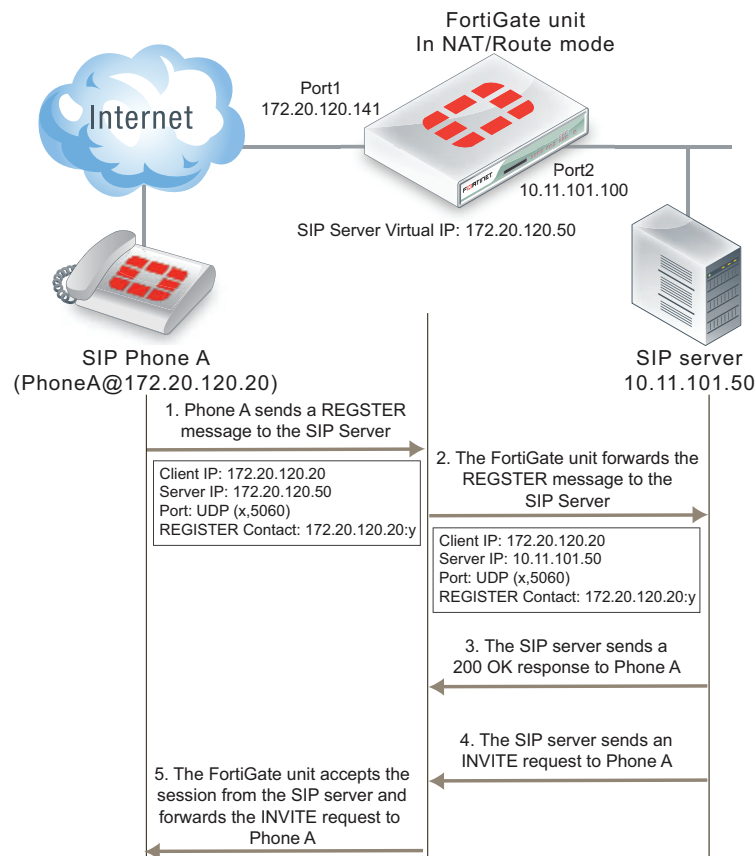 FortiGate unit
In NAT/Route mode
Port1
172.20.120.141
Internet
FORTINET
Port2
10.11.101.100
SIP Server Virtual IP: 172.20.120.50
SIP Phone A
(PhoneA@172.20.120.20)
SIP server
10.11.101.50
1. Phone A sends a REGSTER
message to the SIP Server
Client IP: 172.20.120.20
Server IP: 172.20.120.50
Port: UDP (x,5060)
REGISTER Contact: 172.20.120.20:y
2. The FortiGate unit forwards the
REGSTER message to the
SIP Server
Client IP: 172.20.120.20
Server IP: 10.11.101.50
Port: UDP (x,5060)
REGISTER Contact: 172.20.120.20:y
3. The SIP server sends a
200 OK response to Phone A
4. The SIP server sends an
INVITE request to Phone A
5. The FortiGate unit accepts the
session from the SIP server and
forwards the INVITE request to
Phone A